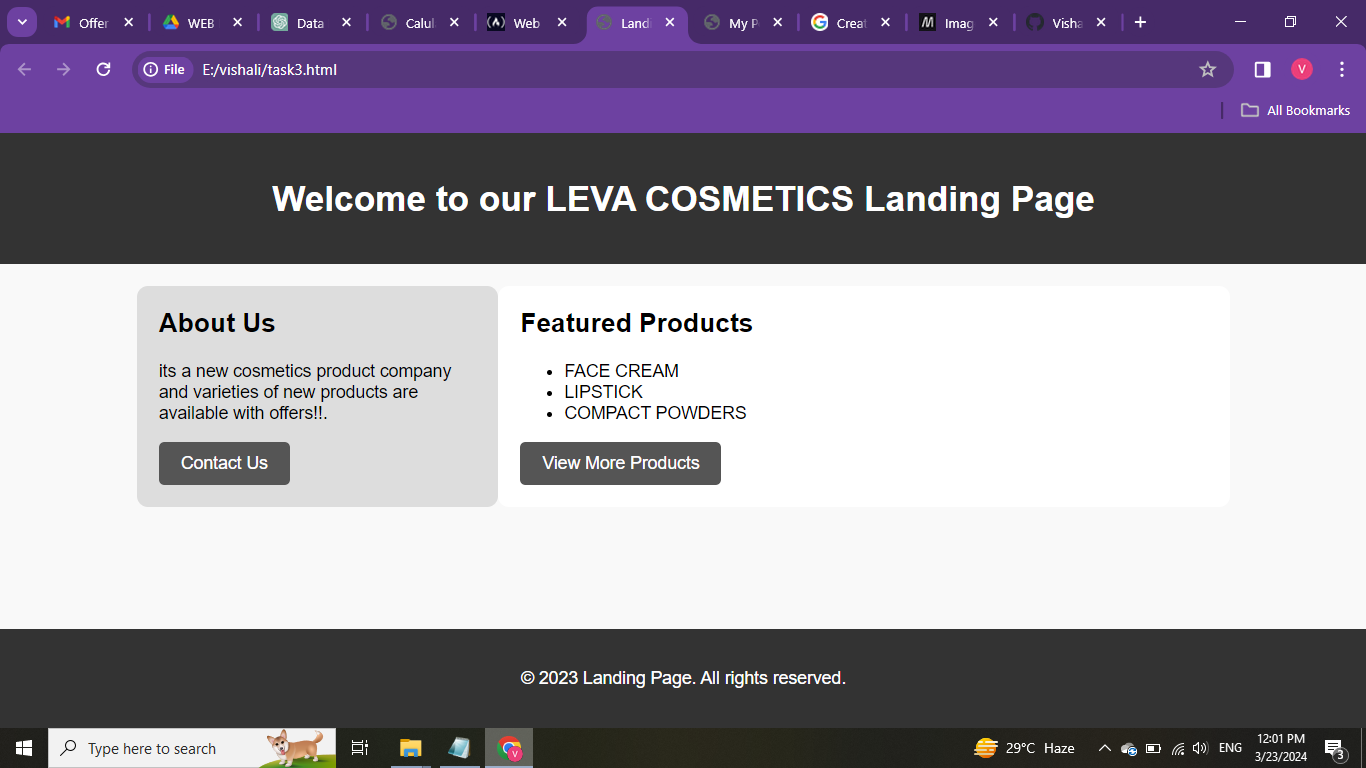 Offer
WEB
Data
Calul
Web
Landi
My P
Creat
Imag
Visha
File
E:/vishali/task3.html
V
All Bookmarks
Welcome to our LEVA COSMETICS Landing Page
About Us
its a new cosmetics product company
and varieties of new products are
available with offers!!.
Contact Us
Featured Products
FACE CREAM
LIPSTICK
COMPACT POWDERS
View More Products
© 2023 Landing Page. All rights reserved.
Type here to search
V
29°C Haze
ENG
12:01 PM
3/23/2024
3